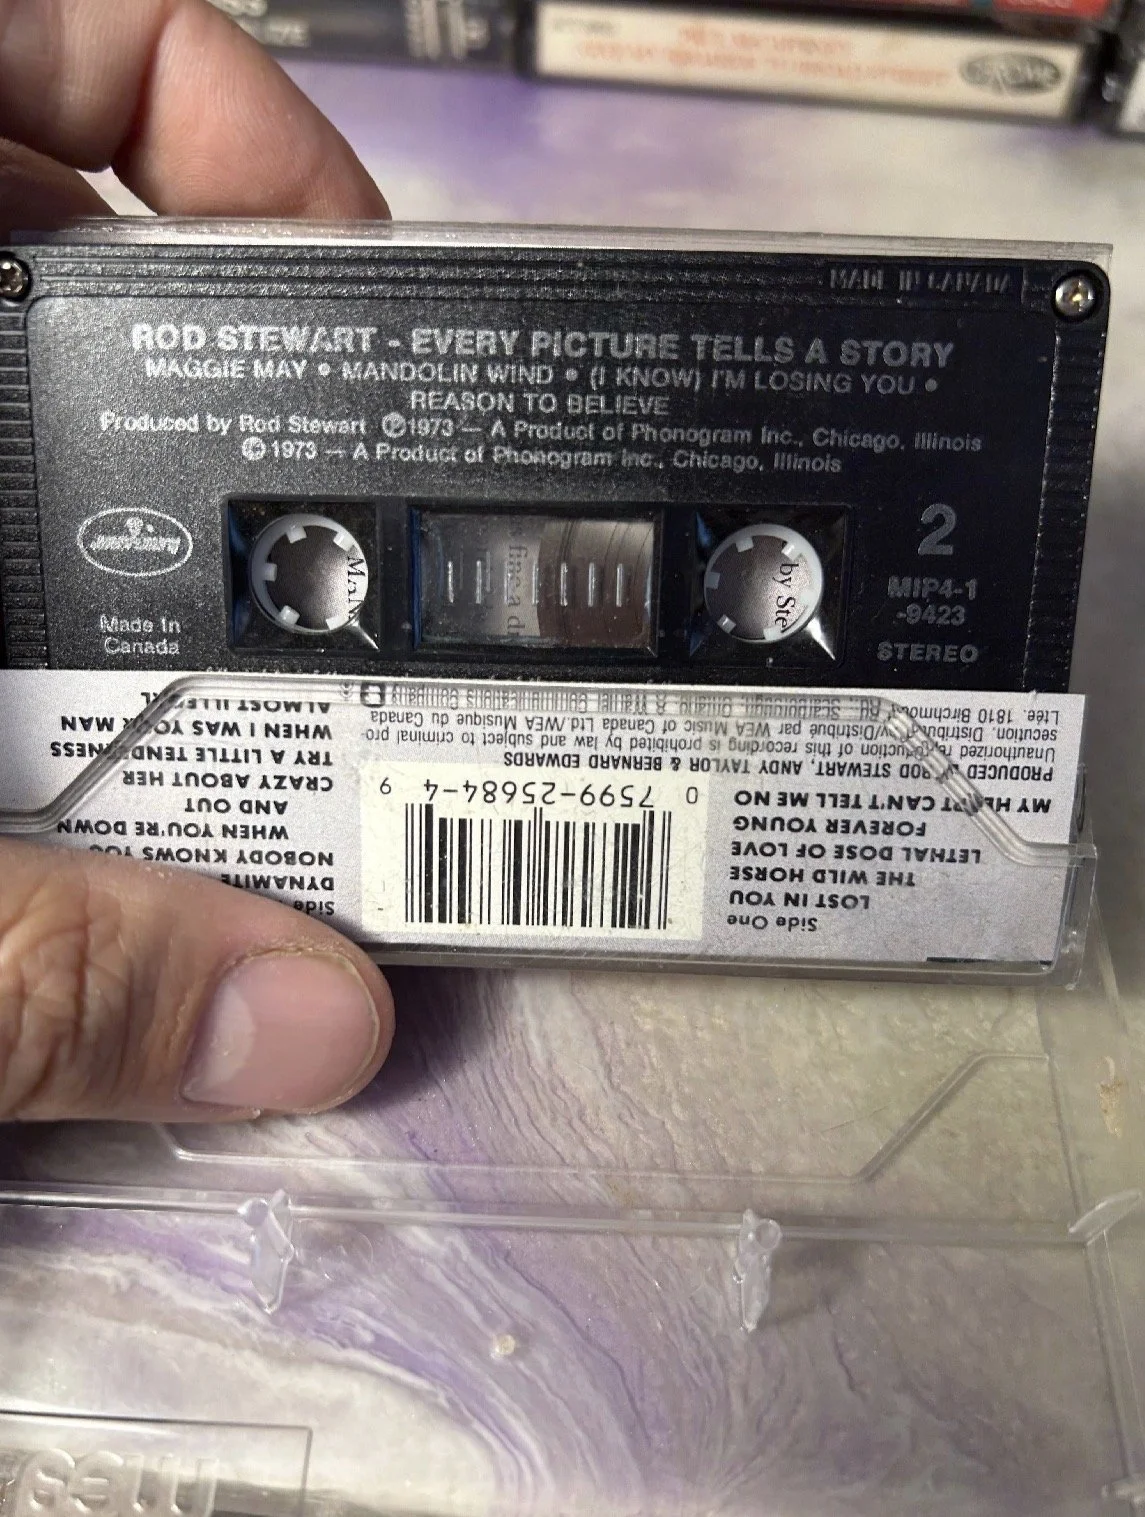 MADE IN CANADA
ROD STEWART - EVERY PICTURE TELLS A STORY
MAGGIE MAY • MANDOLIN WIND • (I KNOW) I'M LOSING YOU •
REASON TO BELIEVE
Produced by Rod Stewart ℗1973 — A Product of Phonogram Inc., Chicago, Illinois
©1973 — A Product of Phonogram Inc., Chicago, Illinois
2
MIP4-1
-9423
STEREO
Made In
Canada
by Ste
Side One
LOST IN YOU
THE WILD HORSE
LETHAL DOSE OF LOVE
FOREVER YOUNG
MY HEART CAN'T TELL ME NO
0 7599-25684-4 9
Side
DYNAMITE
NOBODY KNOWS YOU
WHEN YOU'RE DOWN
AND OUT
CRAZY ABOUT HER
TRY A LITTLE TENDERNESS
WHEN I WAS YOUR MAN
ALMOST ILLEGAL
PRODUCED BY ROD STEWART, ANDY TAYLOR & BERNARD EDWARDS
Unauthorized reproduction of this recording is prohibited by law and subject to criminal pro-
secution. Distributed by/Distribué par WEA Music of Canada Ltd./WEA Musique du Canada
Ltée. 1810 Birchmount Rd., Scarborough, Ontario. A Warner Communications Company